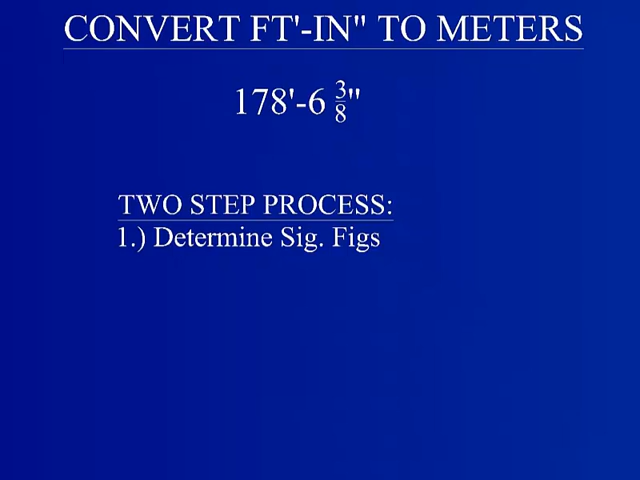 CONVERT FT'-IN" TO METERS
178'-6 3/8"
TWO STEP PROCESS:
1.) Determine Sig. Figs